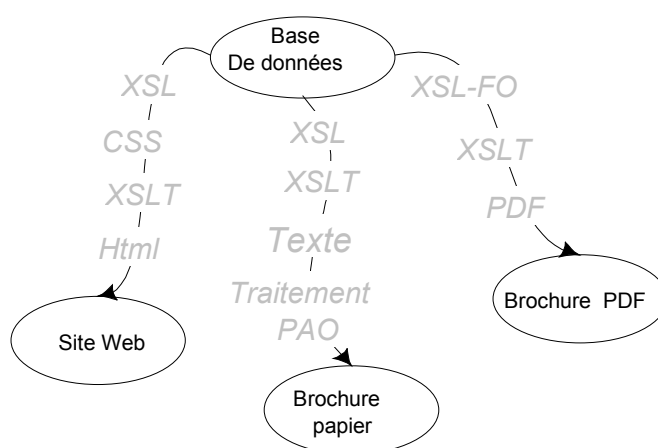 Base
De données
XSL
CSS
XSLT
Html
Site Web
XSL
XSLT
Texte
Traitement
PAO
Brochure
papier
XSL-FO
XSLT
PDF
Brochure PDF